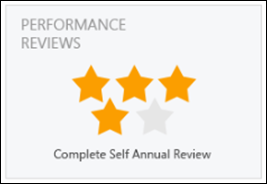 PERFORMANCE
REVIEWS
Complete Self Annual Review